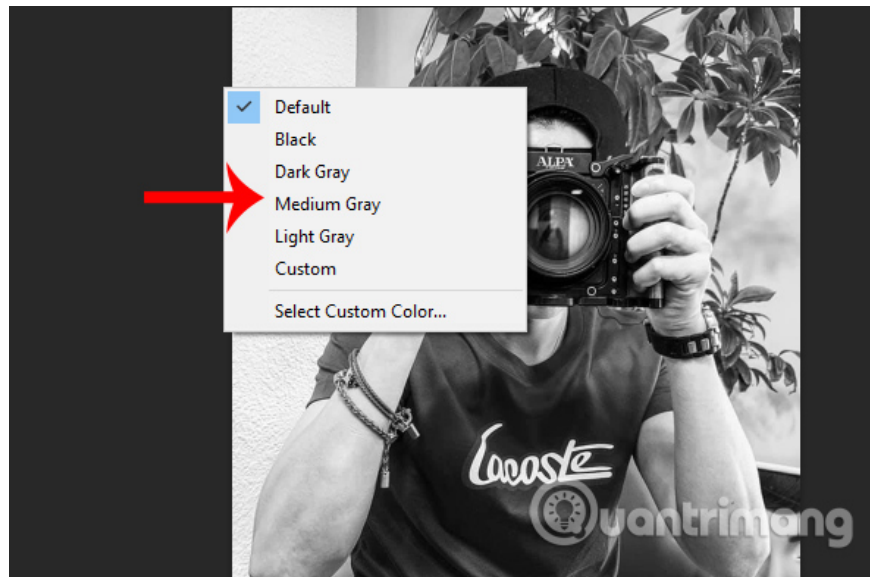 Default
Black
Dark Gray
Medium Gray
Light Gray
Custom
Select Custom Color...
ALPA
Lacoste
Quantrimang